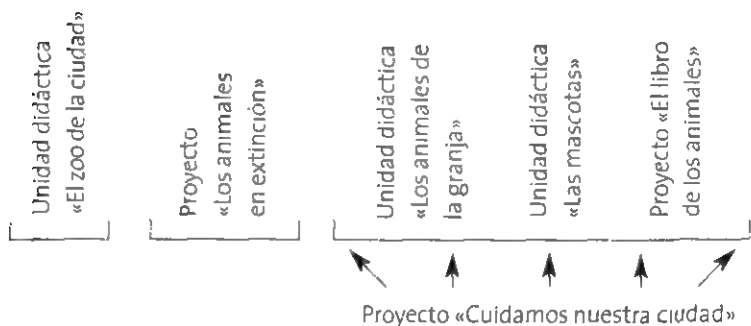 Unidad didáctica
«El zoo de la ciudad»
Proyecto
«Los animales
en extinción»
Unidad didáctica
«Los animales de
la granja»
Unidad didáctica
«Las mascotas»
Proyecto «El libro
de los animales»
Proyecto «Cuidamos nuestra ciudad»